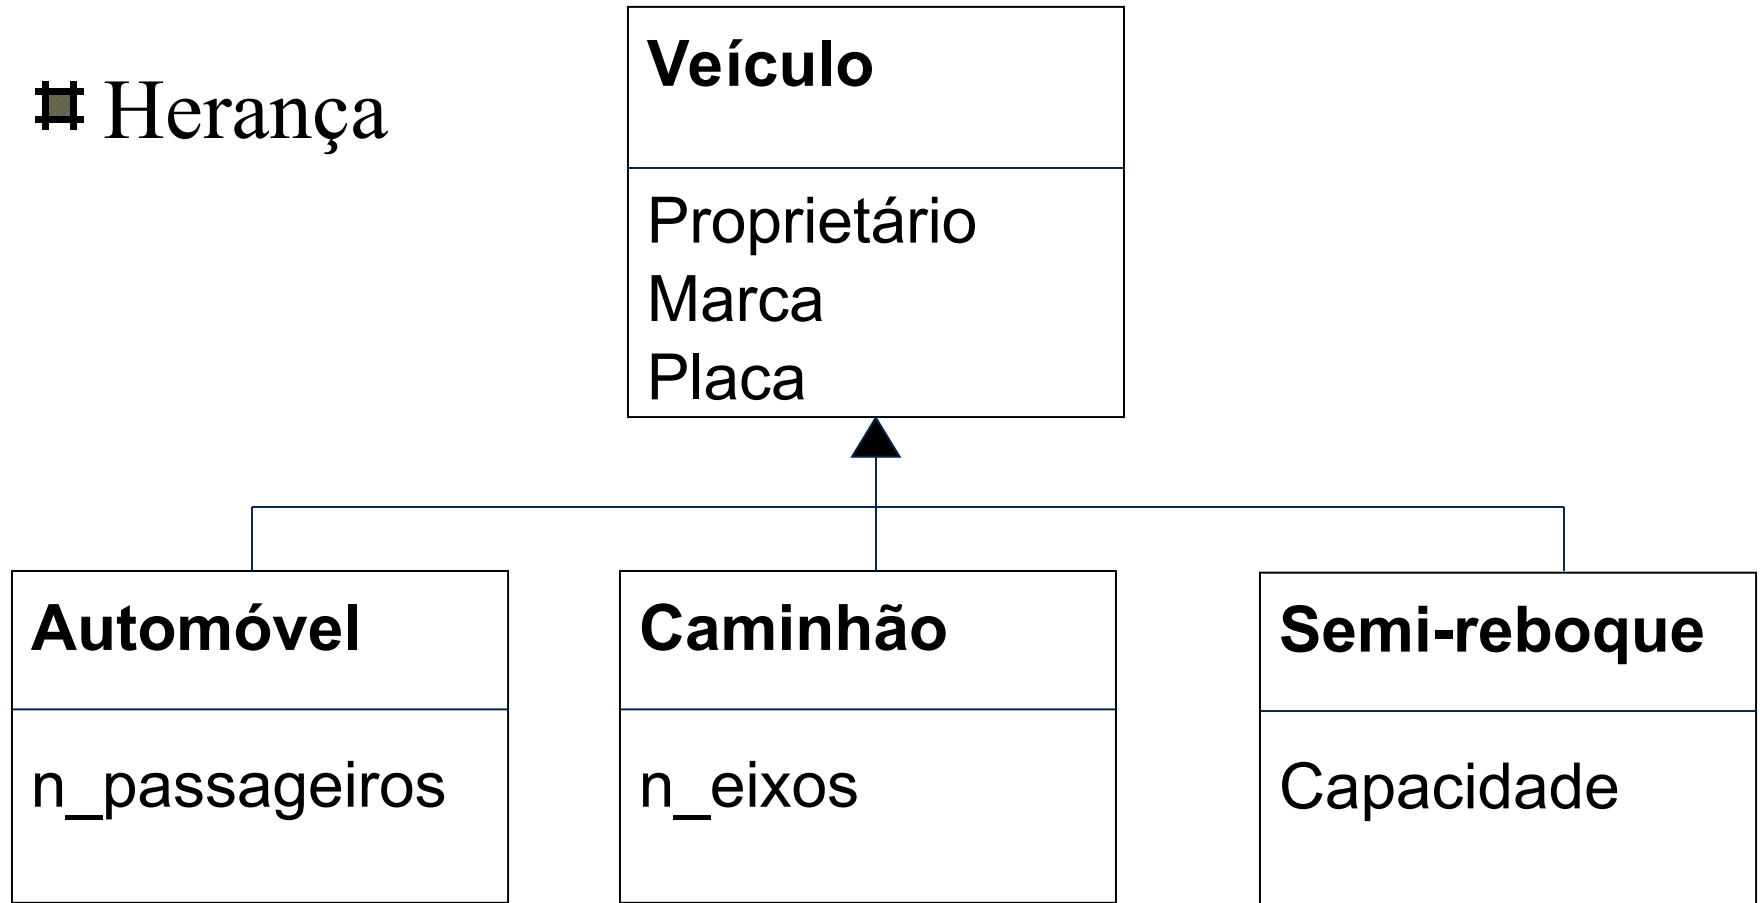 Herança
Veículo
Proprietário
Marca
Placa
Automóvel
n_passageiros
Caminhão
n_eixos
Semi-reboque
Capacidade